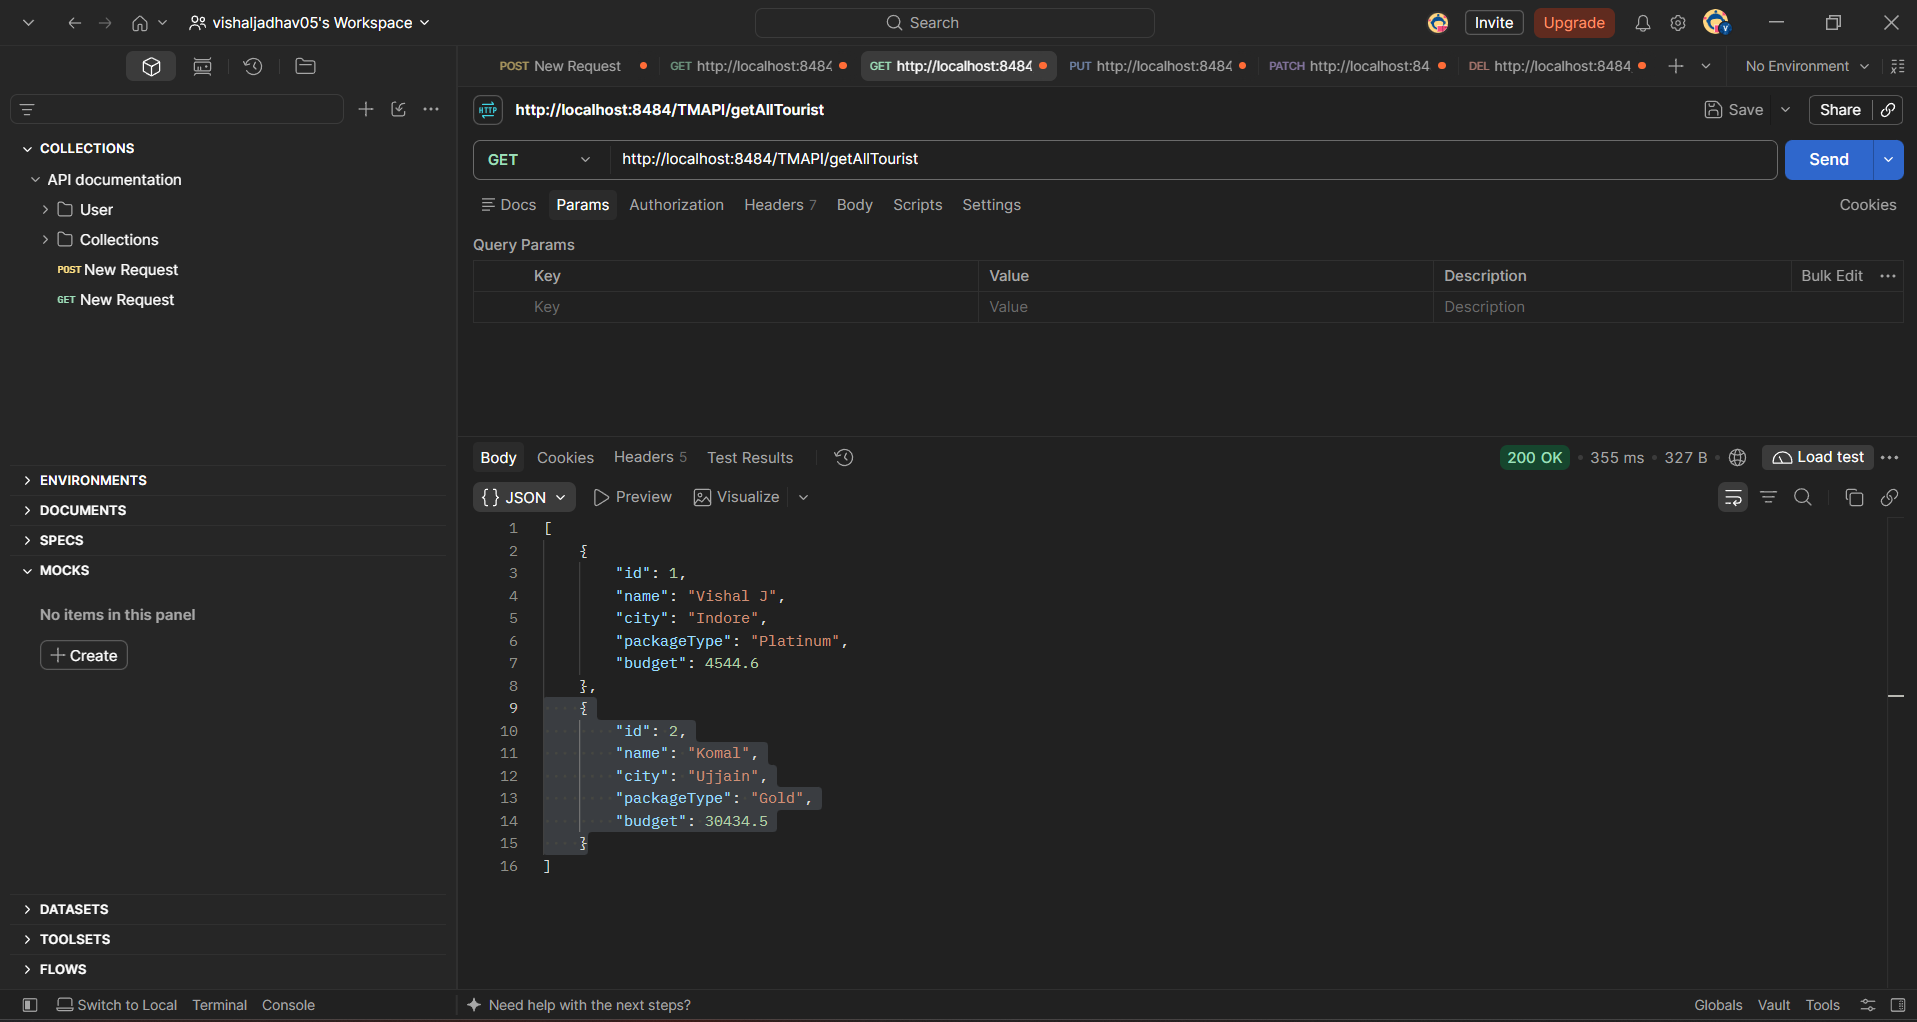 vishaljadhav05's Workspace
Search
Invite
Upgrade
POST New Request
GET http://localhost:8484
GET http://localhost:8484
PUT http://localhost:8484
PATCH http://localhost:84
DEL http://localhost:8484
No Environment
COLLECTIONS
API documentation
User
Collections
POST New Request
GET New Request
ENVIRONMENTS
DOCUMENTS
SPECS
MOCKS
No items in this panel
Create
DATASETS
TOOLSETS
FLOWS
HTTP http://localhost:8484/TMAPI/getAllTourist
Save
Share
GET http://localhost:8484/TMAPI/getAllTourist
Send
Docs Params Authorization Headers 7 Body Scripts Settings
Cookies
Query Params
Key Value Description Bulk Edit
Key Value Description
Body Cookies Headers 5 Test Results
200 OK • 355 ms • 327 B
Load test
{} JSON Preview Visualize
1 [
2 {
3 "id": 1,
4 "name": "Vishal J",
5 "city": "Indore",
6 "packageType": "Platinum",
7 "budget": 4544.6
8 },
9 {
10 "id": 2,
11 "name": "Komal",
12 "city": "Ujjain",
13 "packageType": "Gold",
14 "budget": 30434.5
15 }
16 ]
Switch to Local Terminal Console
Need help with the next steps?
Globals Vault Tools